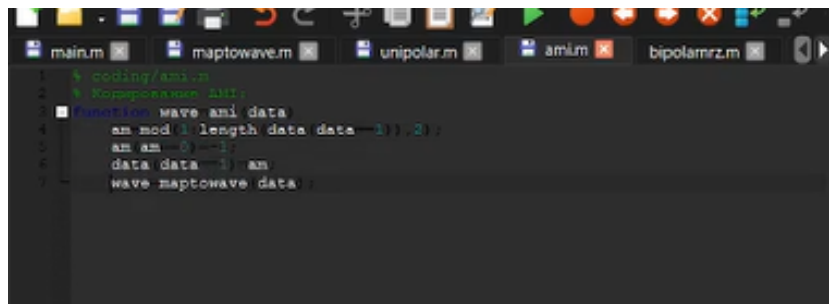 main.m maptowave.m unipolar.m ami.m bipolarnrz.m
1 % coding/ami.m
2 % Кодирование AMI:
3 function wave=ami(data)
4 am=mod(1:length(data(data==1)),2);
5 am(am==0)=-1;
6 data(data==1)=am;
7 wave=maptowave(data);